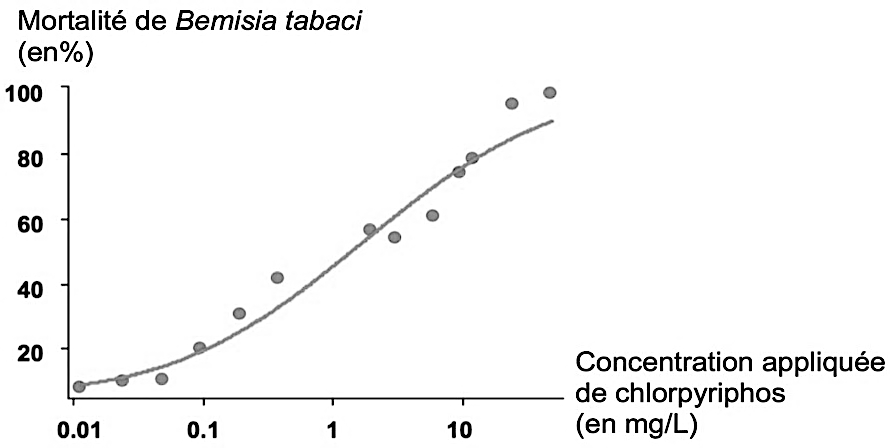 Mortalité de Bemisia tabaci
(en%)
100
80
60
40
20
0.01 0.1 1 10
Concentration appliquée
de chlorpyriphos
(en mg/L)